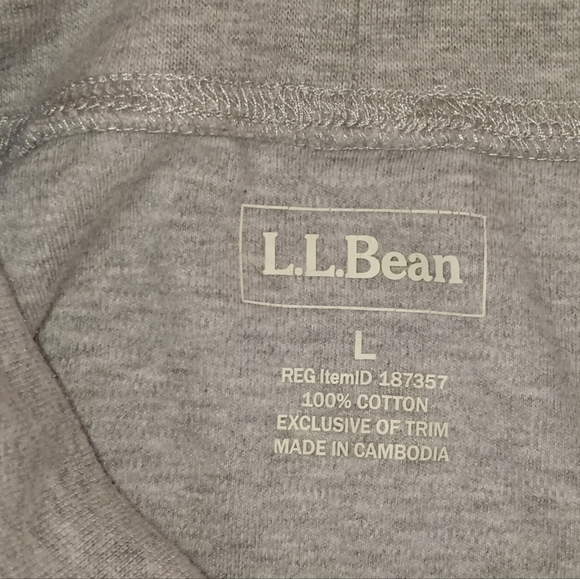 L.L.Bean
L
REG ItemID 187357
100% COTTON
EXCLUSIVE OF TRIM
MADE IN CAMBODIA